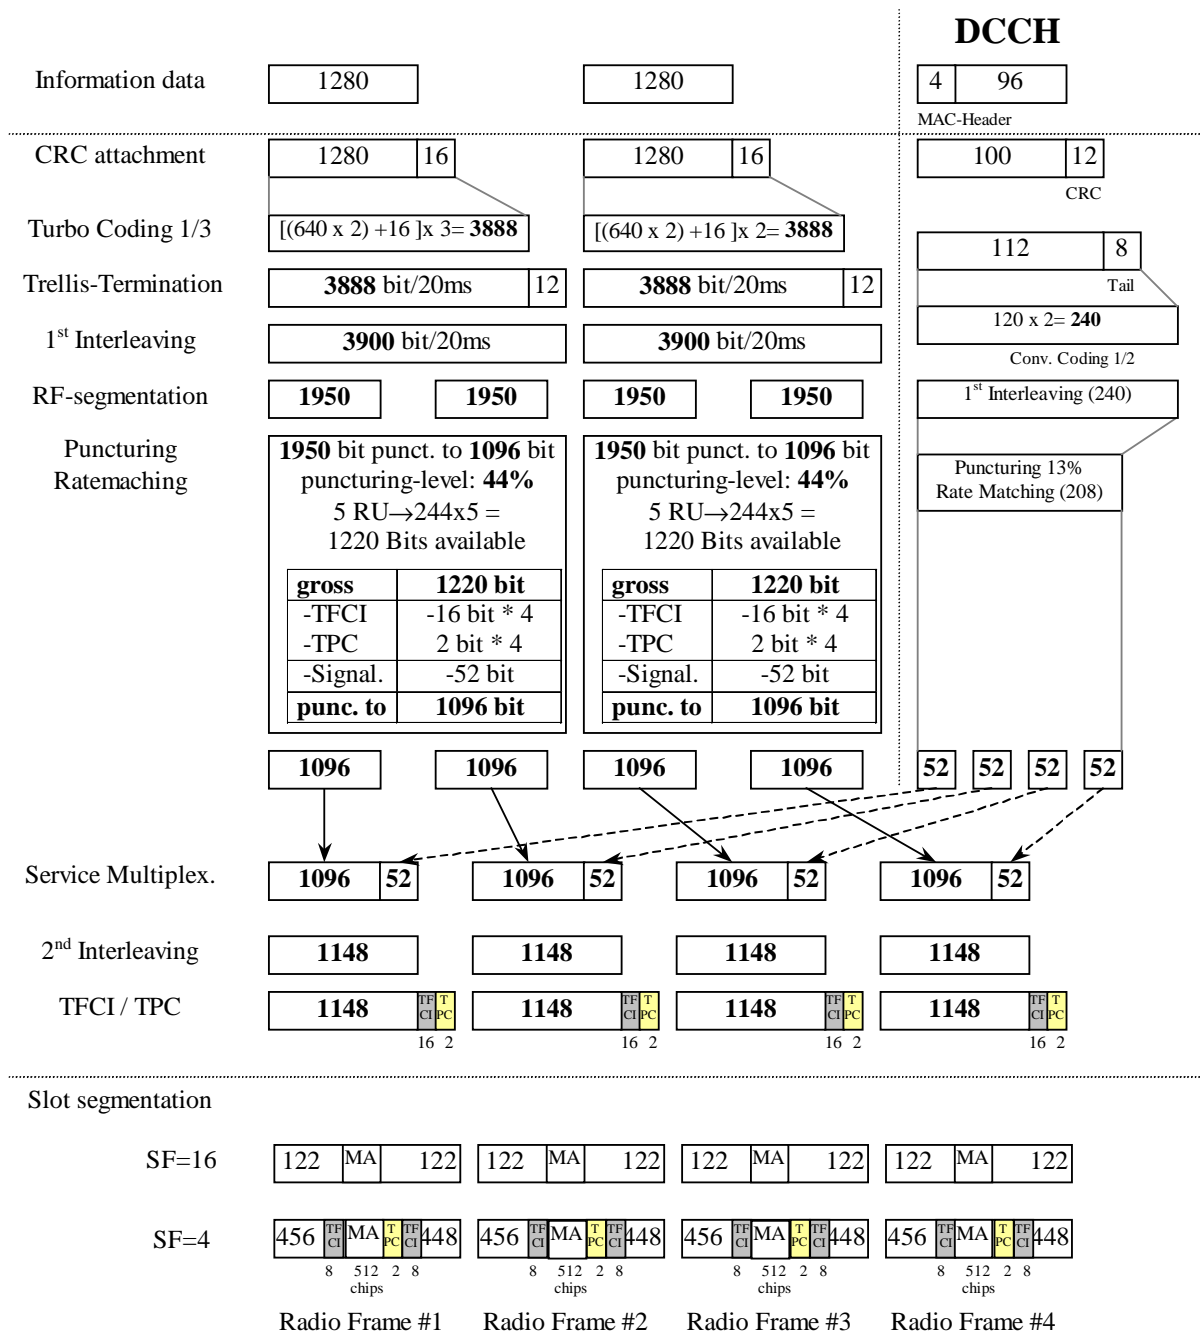 DCCH
Information data 1280 1280 4 96
MAC-Header
CRC attachment 1280 16 1280 16 100 12
CRC
Turbo Coding 1/3 [(640 x 2) +16 ]x 3= 3888 [(640 x 2) +16 ]x 2= 3888
112 8
Trellis-Termination 3888 bit/20ms 12 3888 bit/20ms 12
Tail
120 x 2= 240
1st Interleaving 3900 bit/20ms 3900 bit/20ms
Conv. Coding 1/2
RF-segmentation 1950 1950 1950 1950 1st Interleaving (240)
Puncturing 1950 bit punct. to 1096 bit 1950 bit punct. to 1096 bit
Puncturing 13%
Ratemaching puncturing-level: 44% puncturing-level: 44%
Rate Matching (208)
5 RU→244x5 = 5 RU→244x5 =
1220 Bits available 1220 Bits available
gross 1220 bit gross 1220 bit
-TFCI -16 bit * 4 -TFCI -16 bit * 4
-TPC 2 bit * 4 -TPC 2 bit * 4
-Signal. -52 bit -Signal. -52 bit
punc. to 1096 bit punc. to 1096 bit
1096 1096 1096 1096 52 52 52 52
Service Multiplex. 1096 52 1096 52 1096 52 1096 52
2nd Interleaving 1148 1148 1148 1148
TFCI / TPC 1148 TF CI T PC 1148 TF CI T PC 1148 TF CI T PC 1148 TF CI T PC
16 2 16 2 16 2 16 2
Slot segmentation
SF=16 122 MA 122 122 MA 122 122 MA 122 122 MA 122
SF=4 456 TF CI MA T PC TF CI 448 456 TF CI MA T PC TF CI 448 456 TF CI MA T PC TF CI 448 456 TF CI MA T PC TF CI 448
8 512 2 8 8 512 2 8 8 512 2 8 8 512 2 8
chips chips chips chips
Radio Frame #1 Radio Frame #2 Radio Frame #3 Radio Frame #4